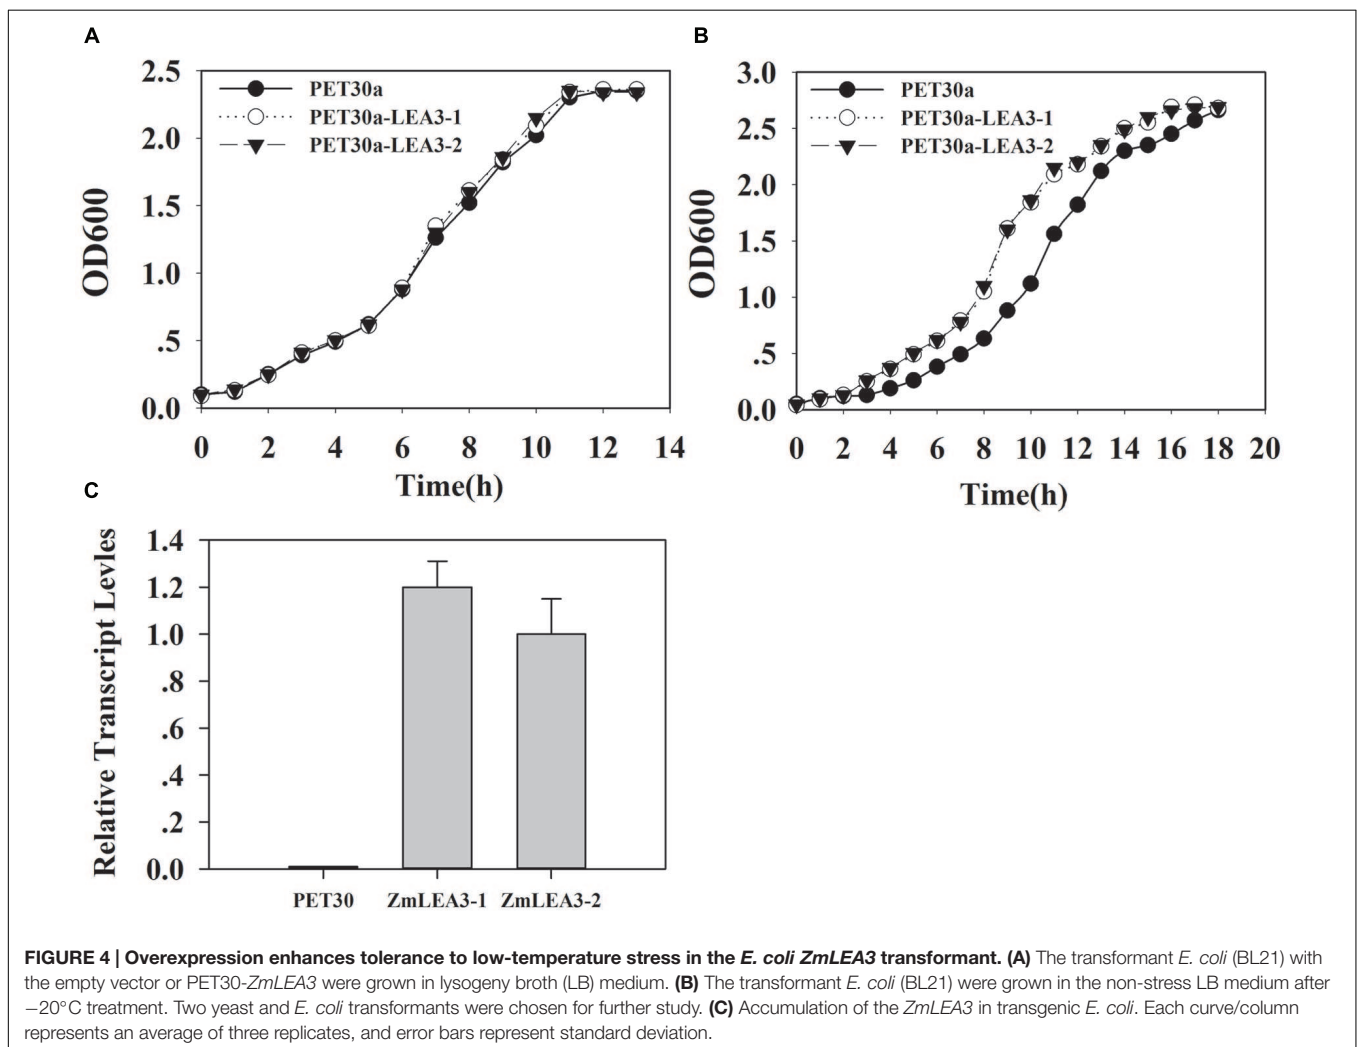 A
2.5
2.0
1.5
1.0
.5
0.0
OD600
PET30a
PET30a-LEA3-1
PET30a-LEA3-2
0 2 4 6 8 10 12 14
Time(h)
B
3.0
2.5
2.0
1.5
1.0
.5
0.0
OD600
PET30a
PET30a-LEA3-1
PET30a-LEA3-2
0 2 4 6 8 10 12 14 16 18 20
Time(h)
C
1.4
1.2
1.0
.8
.6
.4
.2
0.0
Relative Transcript Levles
PET30 ZmLEA3-1 ZmLEA3-2
FIGURE 4 | Overexpression enhances tolerance to low-temperature stress in the E. coli ZmLEA3 transformant. (A) The transformant E. coli (BL21) with
the empty vector or PET30-ZmLEA3 were grown in lysogeny broth (LB) medium. (B) The transformant E. coli (BL21) were grown in the non-stress LB medium after
−20°C treatment. Two yeast and E. coli transformants were chosen for further study. (C) Accumulation of the ZmLEA3 in transgenic E. coli. Each curve/column
represents an average of three replicates, and error bars represent standard deviation.